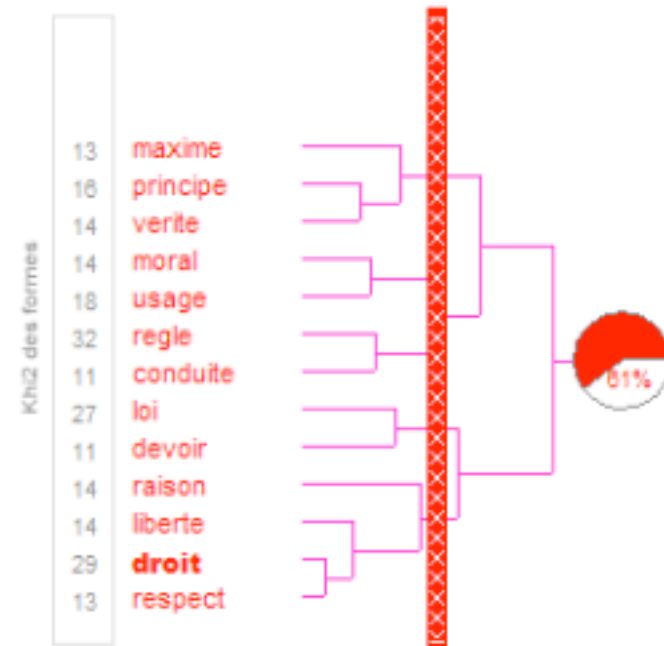 Khi2 des formes
13 maxime
16 principe
14 verite
14 moral
18 usage
32 regle
11 conduite
27 loi
11 devoir
14 raison
14 liberte
29 droit
13 respect
61%